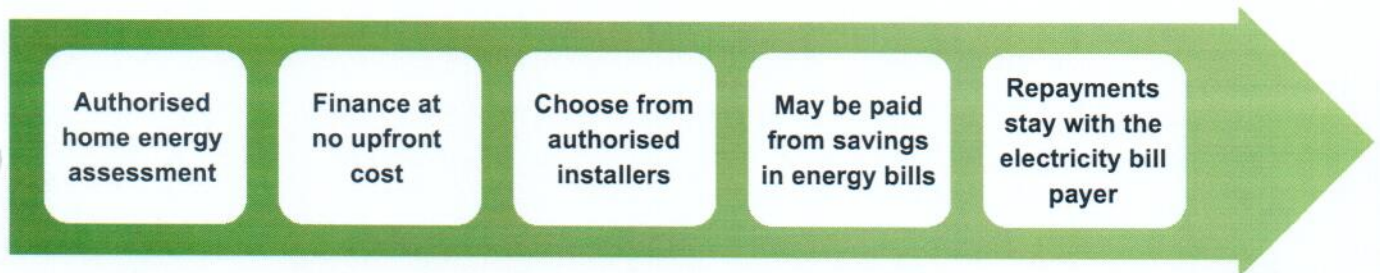 Authorised
home energy
assessment
Finance at
no upfront
cost
Choose from
authorised
installers
May be paid
from savings
in energy bills
Repayments
stay with the
electricity bill
payer